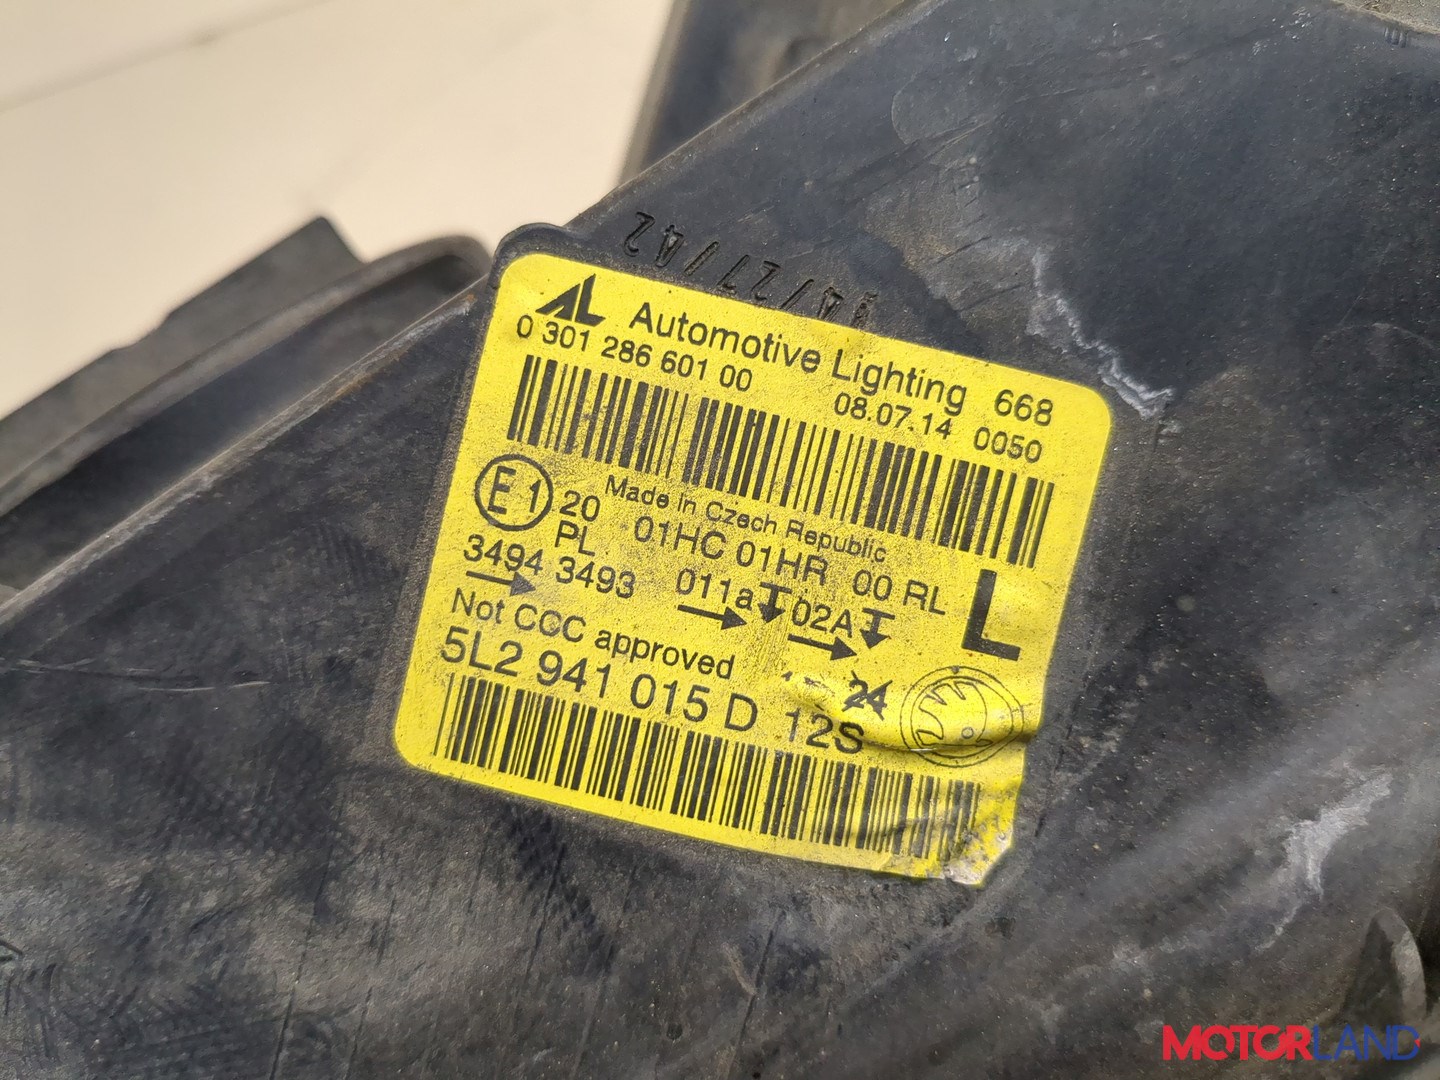 14/27/A2
AL Automotive Lighting 668
0 301 286 601 00 08.07.14 0050
Made in Czech Republic
E1 20 01HC 01HR 00 RL
PL
3494 3493 011a 02A L
Not CCC approved
24
5L2 941 015 D 12S
MOTORLAND